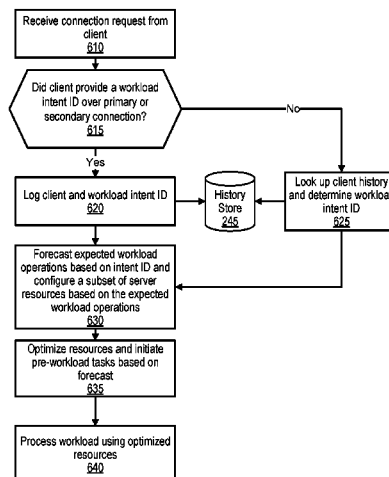 Receive connection request from
client
610
Did client provide a workload
intent ID over primary or
secondary connection?
615
No
Yes
Log client and workload intent ID
620
History
Store
245
Look up client history
and determine workload
intent ID
625
Forecast expected workload
operations based on intent ID and
configure a subset of server
resources based on the expected
workload operations
630
Optimize resources and initiate
pre-workload tasks based on
forecast
635
Process workload using optimized
resources
640